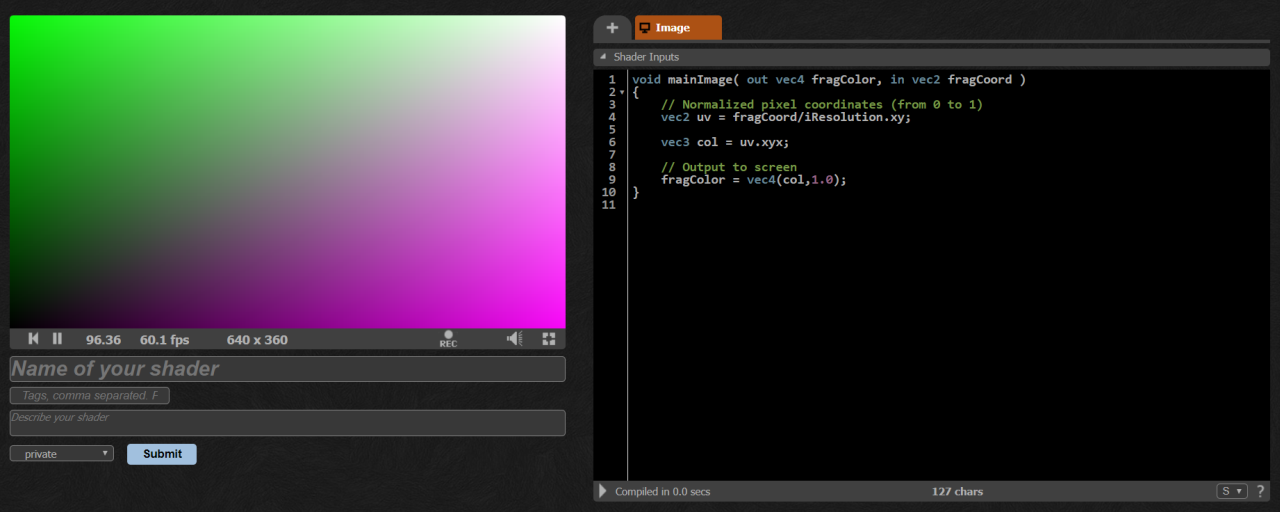 + Image
Shader Inputs
1 void mainImage( out vec4 fragColor, in vec2 fragCoord )
2 {
3     // Normalized pixel coordinates (from 0 to 1)
4     vec2 uv = fragCoord/iResolution.xy;
5
6     vec3 col = uv.xyx;
7
8     // Output to screen
9     fragColor = vec4(col,1.0);
10 }
11
Compiled in 0.0 secs 127 chars S ?
96.36 60.1 fps 640 x 360 REC
Name of your shader
Tags, comma separated. F
Describe your shader
private Submit